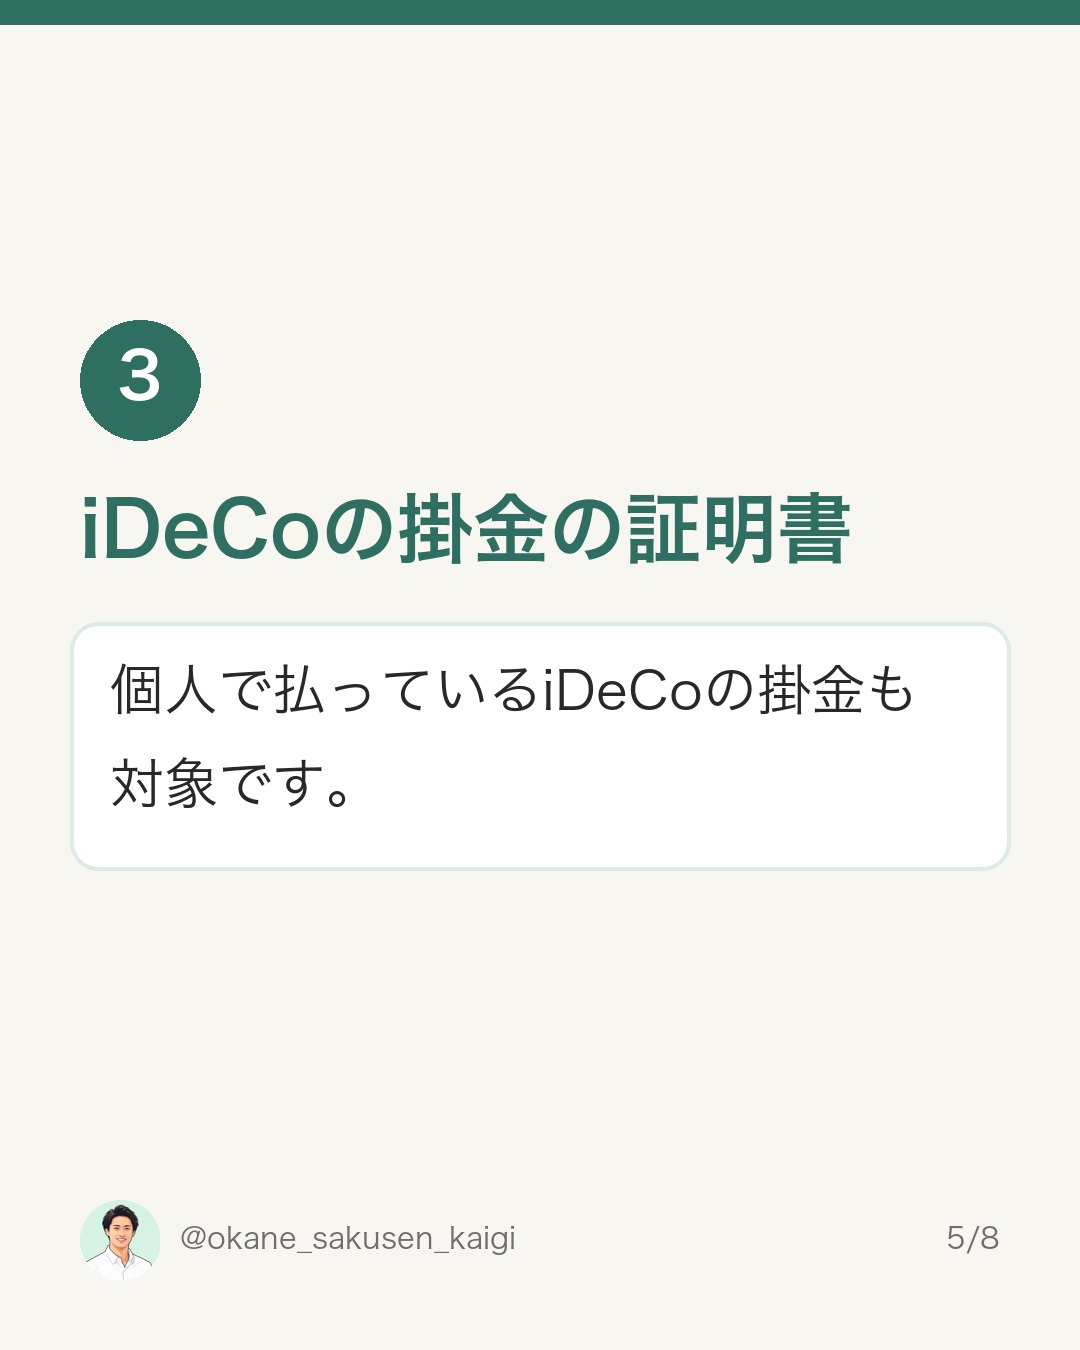 3
iDeCoの掛金の証明書
個人で払っているiDeCoの掛金も
対象です。
@okane_sakusen_kaigi
5/8